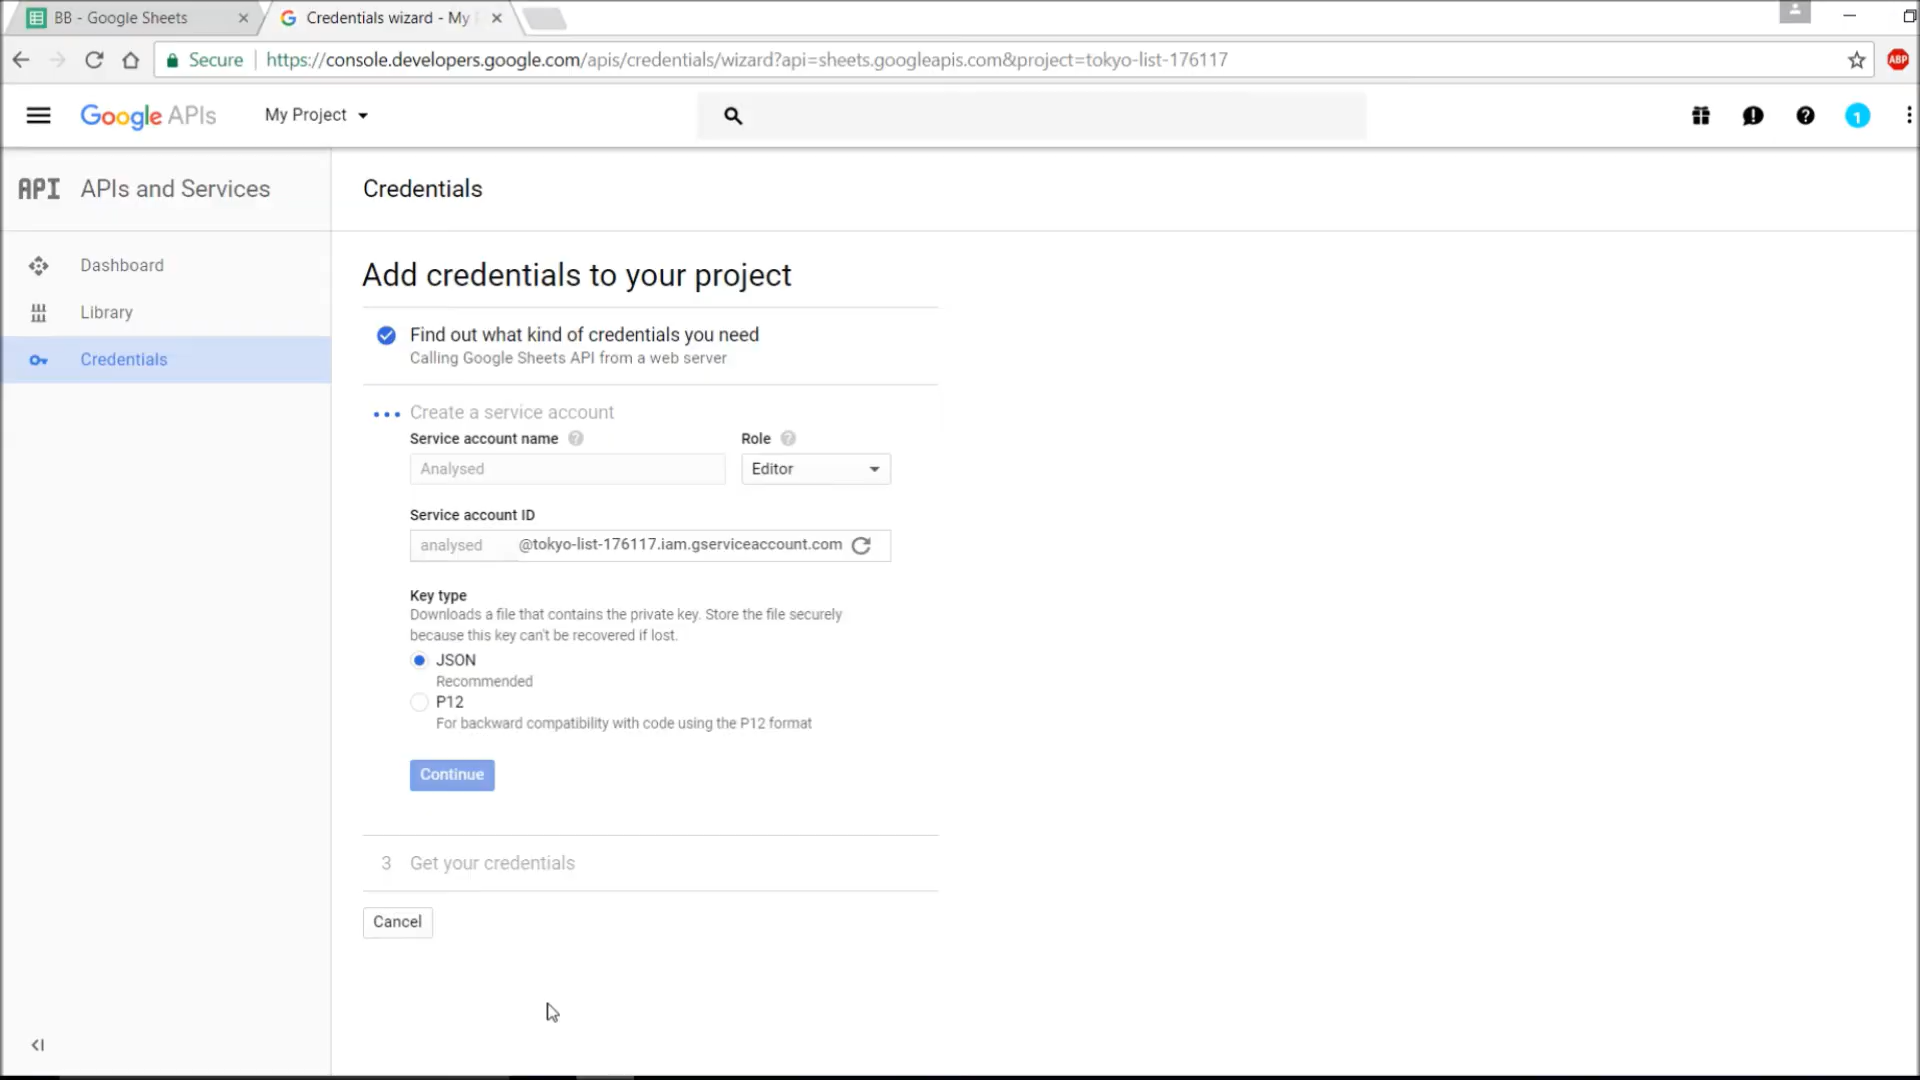 BB - Google Sheets
Credentials wizard - My
Secure
https://console.developers.google.com/apis/credentials/wizard?api=sheets.googleapis.com&project=tokyo-list-176117
ABP
Google APIs
My Project
1
API APIs and Services
Credentials
Dashboard
Library
Credentials
Add credentials to your project
Find out what kind of credentials you need
Calling Google Sheets API from a web server
Create a service account
Service account name
Role
Analysed
Editor
Service account ID
analysed @tokyo-list-176117.iam.gserviceaccount.com
Key type
Downloads a file that contains the private key. Store the file securely
because this key can't be recovered if lost.
JSON
Recommended
P12
For backward compatibility with code using the P12 format
Continue
3 Get your credentials
Cancel